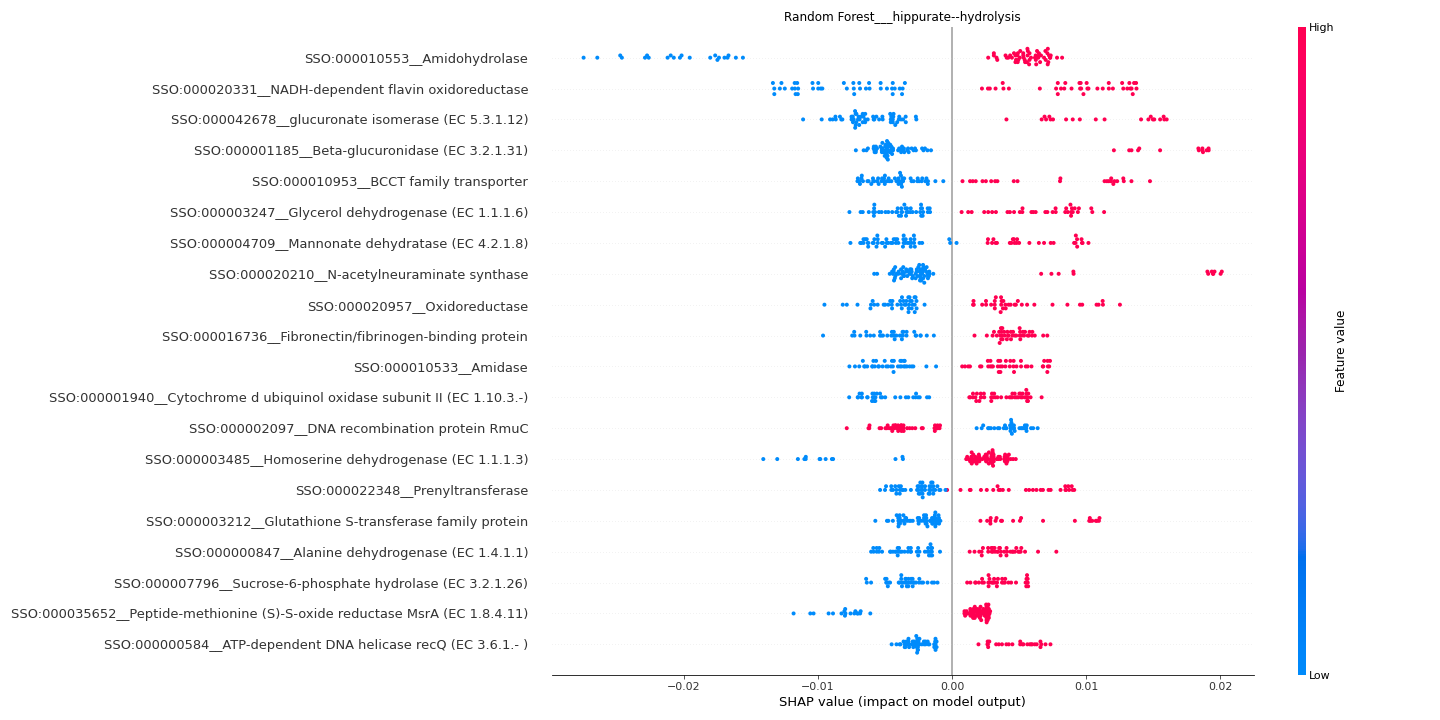 Random Forest___hippurate--hydrolysis
SSO:000010553__Amidohydrolase
SSO:000020331__NADH-dependent flavin oxidoreductase
SSO:000042678__glucuronate isomerase (EC 5.3.1.12)
SSO:000001185__Beta-glucuronidase (EC 3.2.1.31)
SSO:000010953__BCCT family transporter
SSO:000003247__Glycerol dehydrogenase (EC 1.1.1.6)
SSO:000004709__Mannonate dehydratase (EC 4.2.1.8)
SSO:000020210__N-acetylneuraminate synthase
SSO:000020957__Oxidoreductase
SSO:000016736__Fibronectin/fibrinogen-binding protein
SSO:000010533__Amidase
SSO:000001940__Cytochrome d ubiquinol oxidase subunit II (EC 1.10.3.-)
SSO:000002097__DNA recombination protein RmuC
SSO:000003485__Homoserine dehydrogenase (EC 1.1.1.3)
SSO:000022348__Prenyltransferase
SSO:000003212__Glutathione S-transferase family protein
SSO:000000847__Alanine dehydrogenase (EC 1.4.1.1)
SSO:000007796__Sucrose-6-phosphate hydrolase (EC 3.2.1.26)
SSO:000035652__Peptide-methionine (S)-S-oxide reductase MsrA (EC 1.8.4.11)
SSO:000000584__ATP-dependent DNA helicase recQ (EC 3.6.1.- )
−0.02 −0.01 0.00 0.01 0.02
SHAP value (impact on model output)
High
Feature value
Low